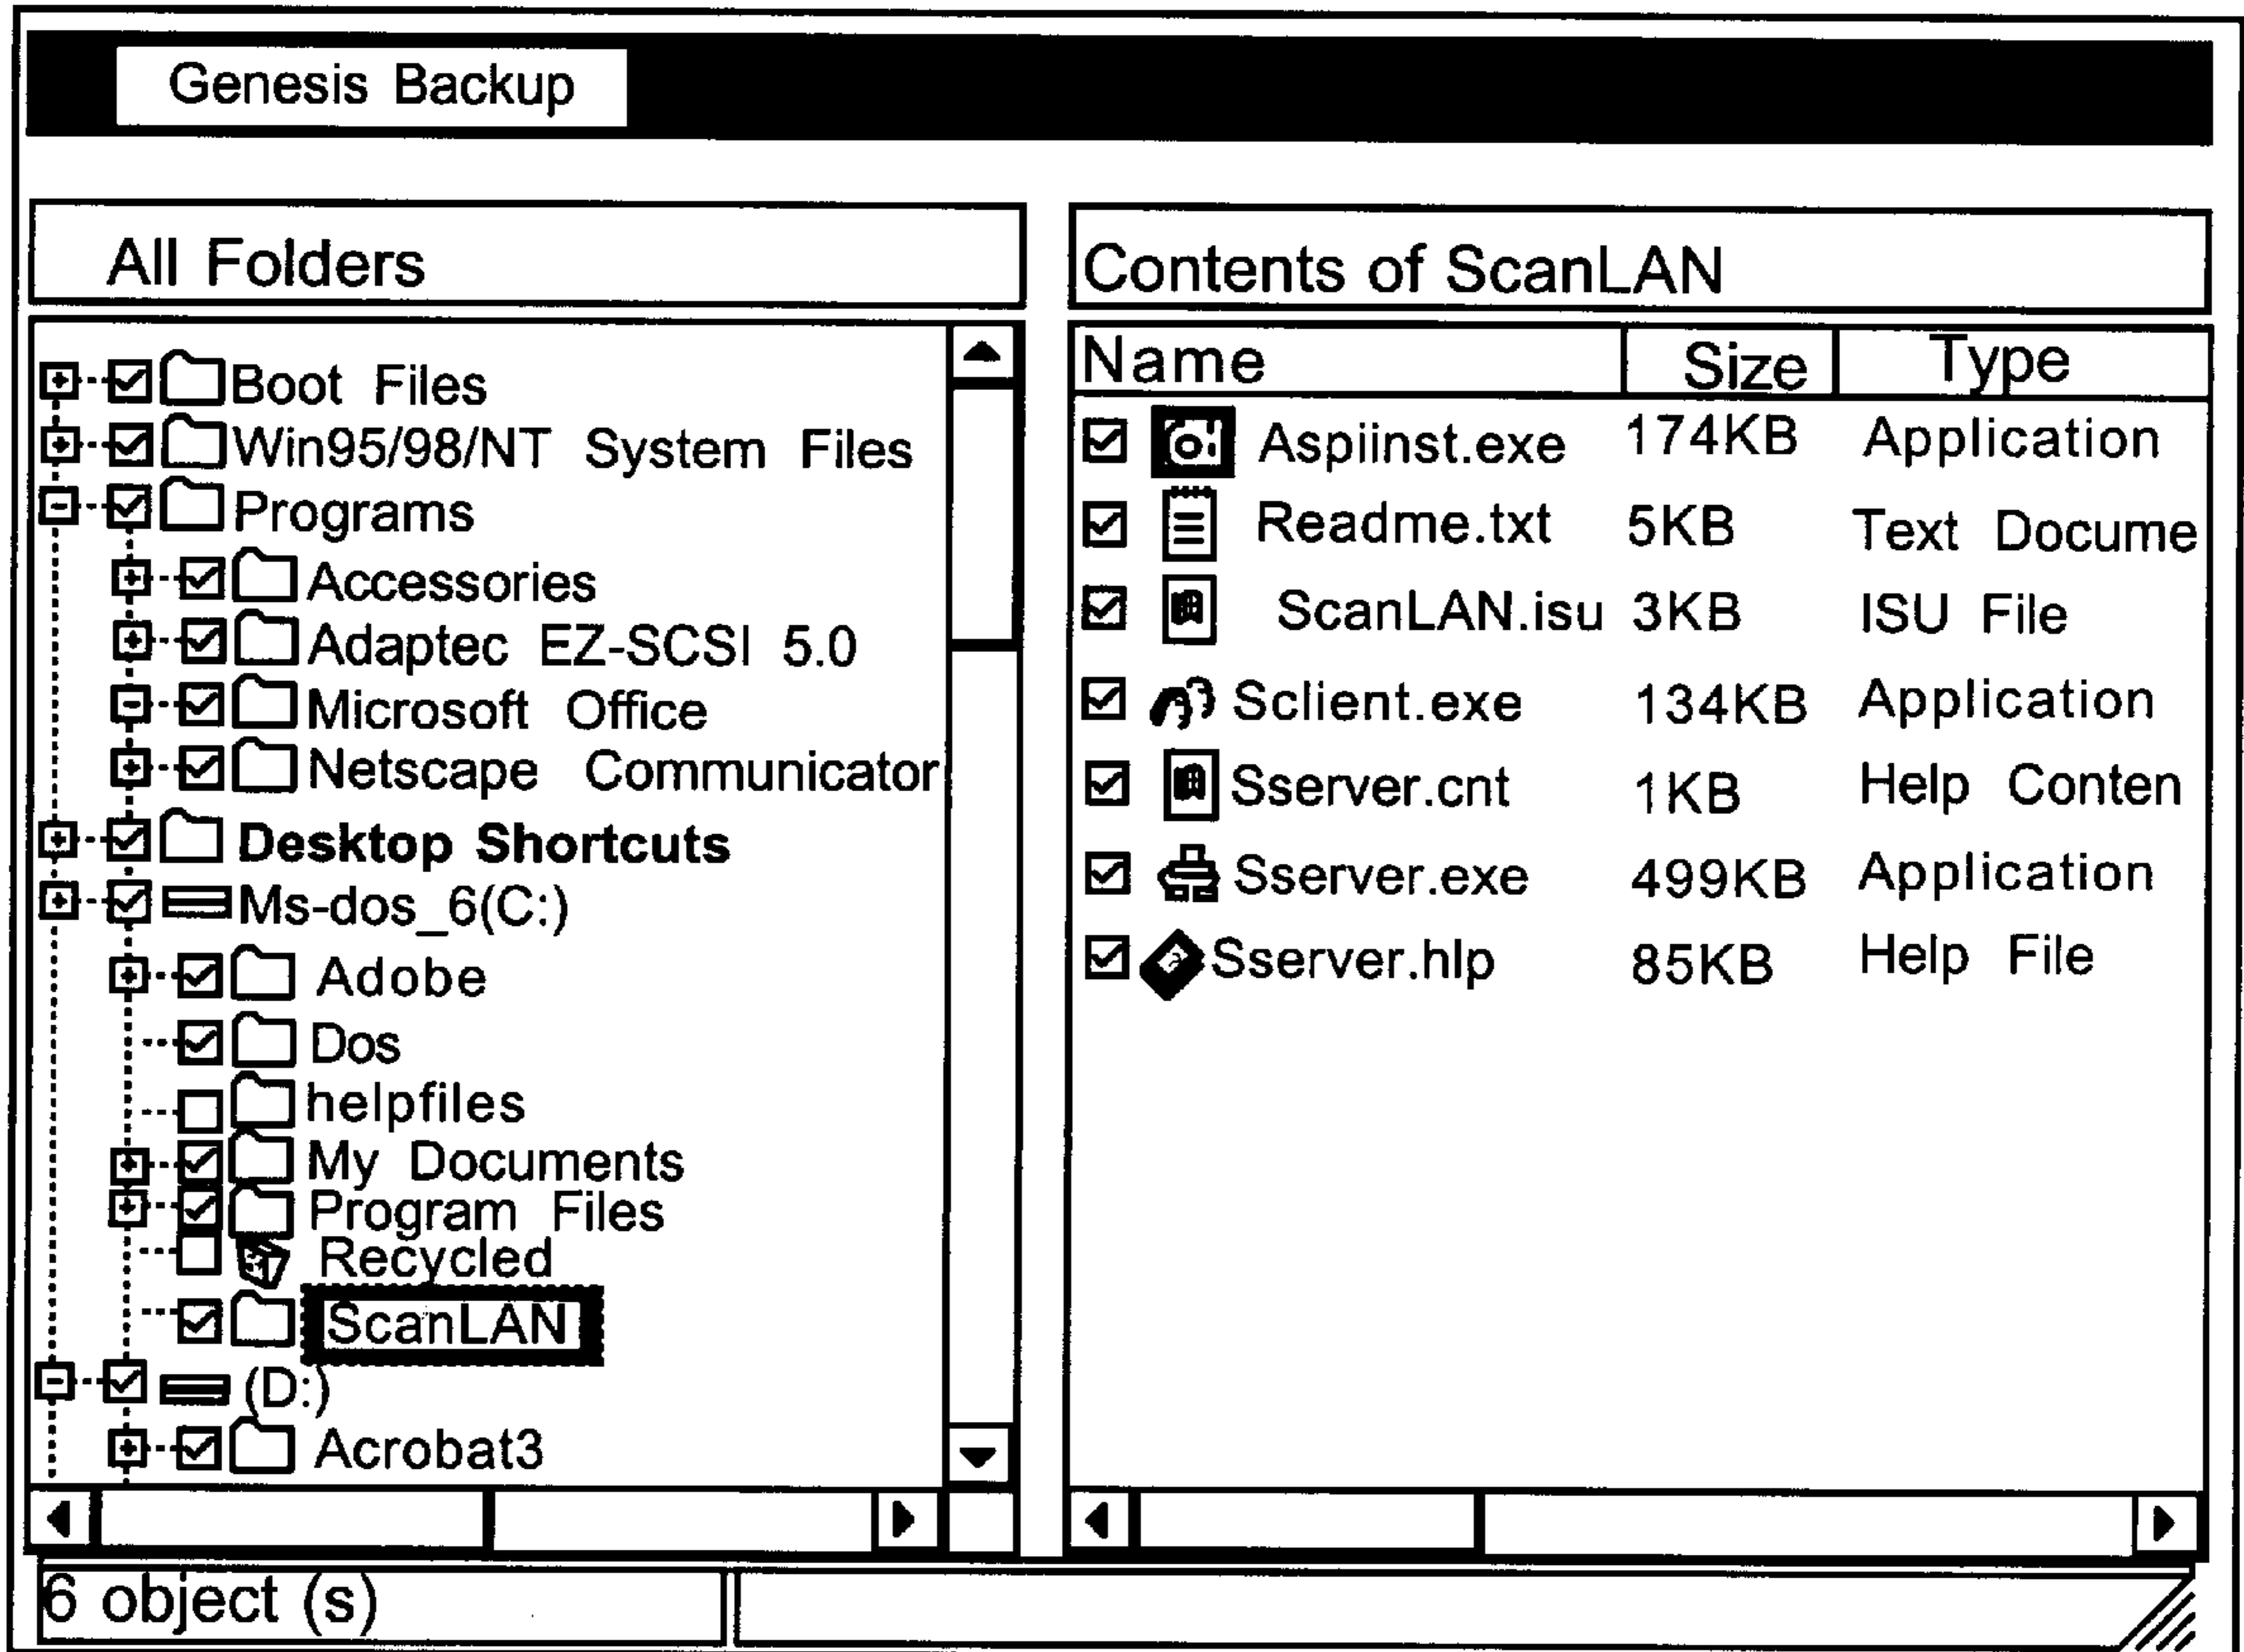 Genesis Backup
All Folders
Boot Files
Win95/98/NT System Files
Programs
Accessories
Adaptec EZ-SCSI 5.0
Microsoft Office
Netscape Communicator
Desktop Shortcuts
Ms-dos_6(C:)
Adobe
Dos
helpfiles
My Documents
Program Files
Recycled
ScanLAN
(D:)
Acrobat3
Contents of ScanLAN
Name Size Type
Aspiinst.exe 174KB Application
Readme.txt 5KB Text Docume
ScanLAN.isu 3KB ISU File
Sclient.exe 134KB Application
Sserver.cnt 1KB Help Conten
Sserver.exe 499KB Application
Sserver.hlp 85KB Help File
6 object (s)